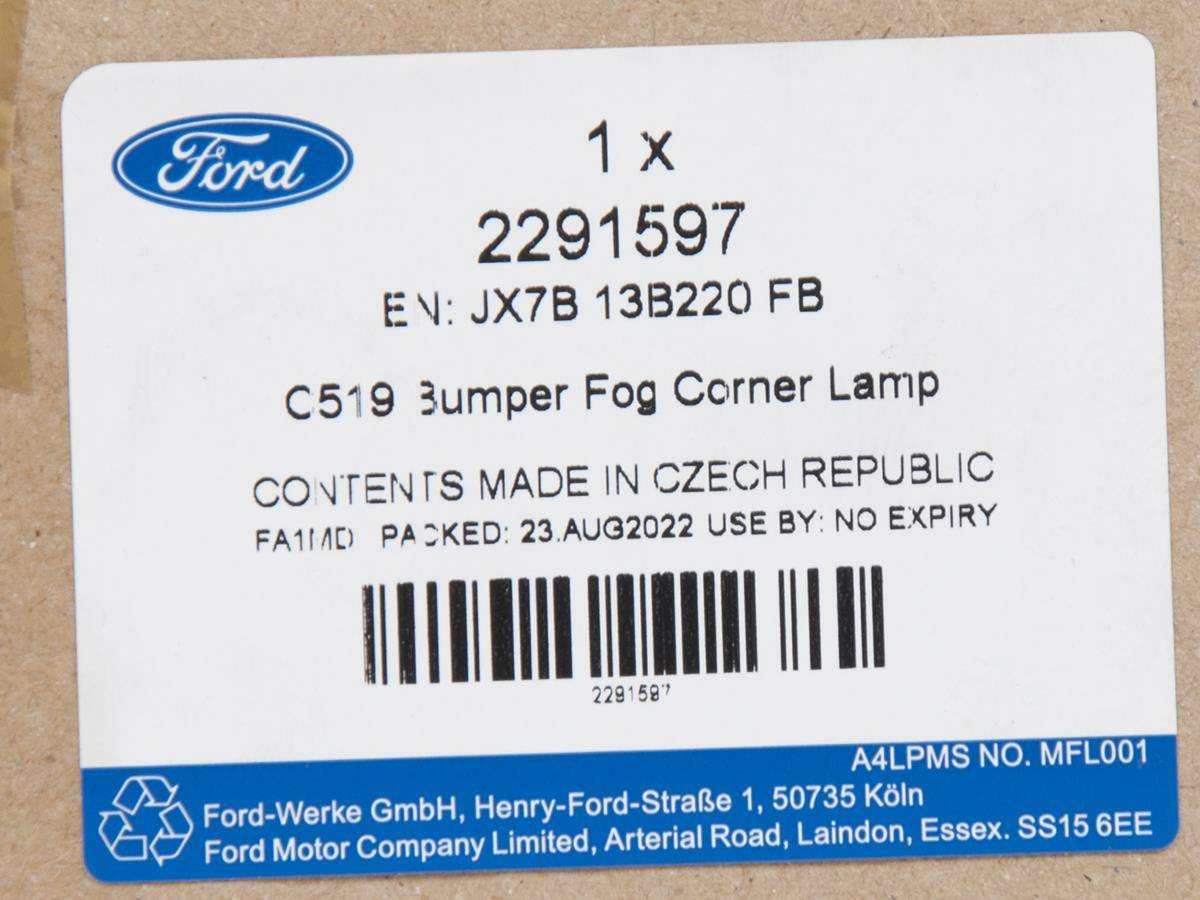 Ford
1 x
2291597
EN: JX7B 13B220 FB
C519 Bumper Fog Corner Lamp
CONTENTS MADE IN CZECH REPUBLIC
FA1MD PACKED: 23.AUG2022 USE BY: NO EXPIRY
2291597
A4LPMS NO. MFL001
Ford-Werke GmbH, Henry-Ford-Straße 1, 50735 Köln
Ford Motor Company Limited, Arterial Road, Laindon, Essex. SS15 6EE